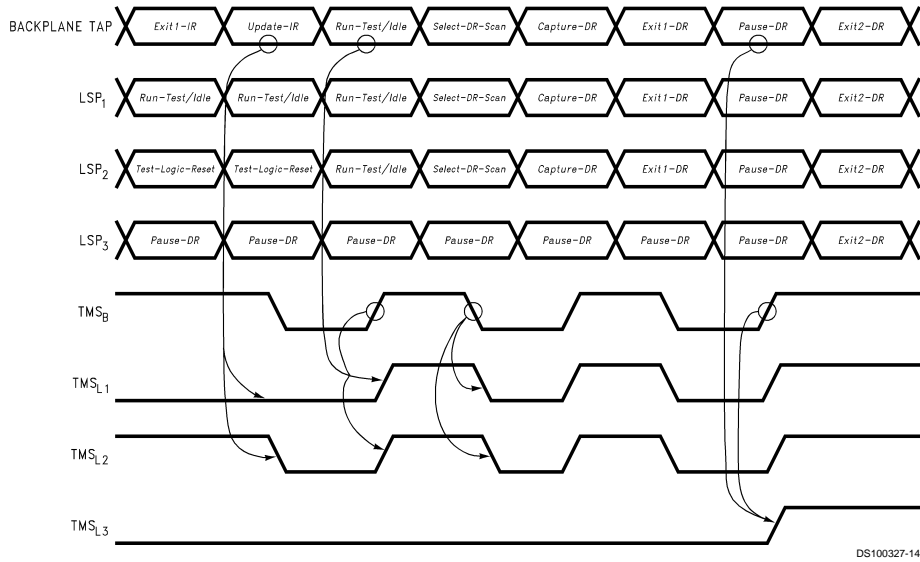 BACKPLANE TAP Exit1-IR Update-IR Run-Test/Idle Select-DR-Scan Capture-DR Exit1-DR Pause-DR Exit2-DR
LSP1 Run-Test/Idle Run-Test/Idle Run-Test/Idle Select-DR-Scan Capture-DR Exit1-DR Pause-DR Exit2-DR
LSP2 Test-Logic-Reset Test-Logic-Reset Run-Test/Idle Select-DR-Scan Capture-DR Exit1-DR Pause-DR Exit2-DR
LSP3 Pause-DR Pause-DR Pause-DR Pause-DR Pause-DR Pause-DR Pause-DR Exit2-DR
TMSB
TMSL1
TMSL2
TMSL3
DS100327-14